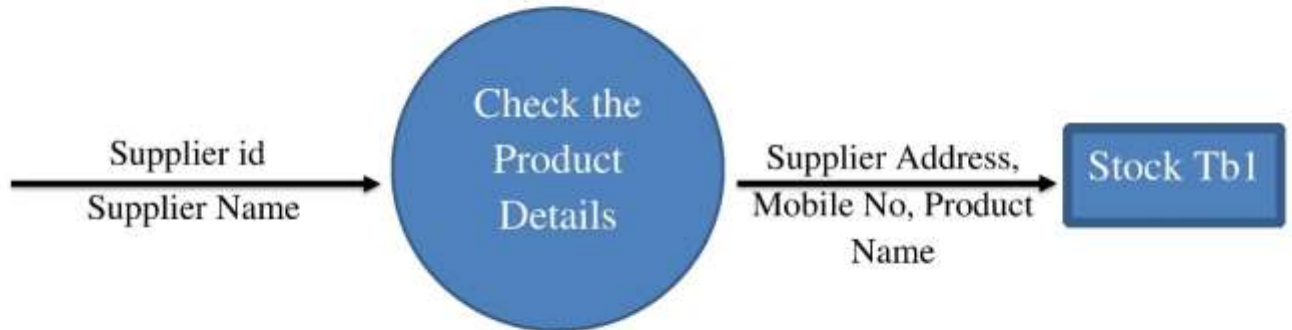 Supplier id
Supplier Name
Check the
Product
Details
Supplier Address,
Mobile No, Product
Name
Stock Tb1